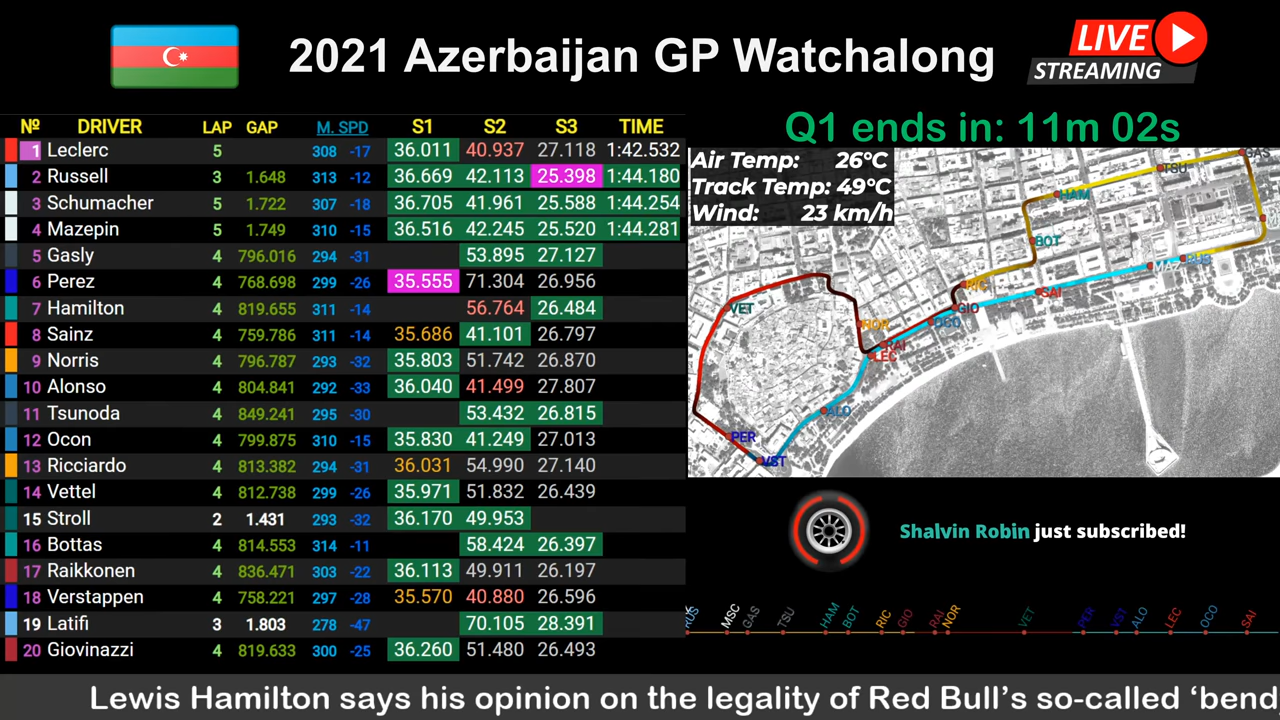 2021 Azerbaijan GP Watchalong
LIVE
STREAMING
Nº DRIVER LAP GAP M. SPD S1 S2 S3 TIME
1 Leclerc 5 308 -17 36.011 40.937 27.118 1:42.532
2 Russell 3 1.648 313 -12 36.669 42.113 25.398 1:44.180
3 Schumacher 5 1.722 307 -18 36.705 41.961 25.588 1:44.254
4 Mazepin 5 1.749 310 -15 36.516 42.245 25.520 1:44.281
5 Gasly 4 796.016 294 -31 53.895 27.127
6 Perez 4 768.698 299 -26 35.555 71.304 26.956
7 Hamilton 4 819.655 311 -14 56.764 26.484
8 Sainz 4 759.786 311 -14 35.686 41.101 26.797
9 Norris 4 796.787 293 -32 35.803 51.742 26.870
10 Alonso 4 804.841 292 -33 36.040 41.499 27.807
11 Tsunoda 4 849.241 295 -30 53.432 26.815
12 Ocon 4 799.875 310 -15 35.830 41.249 27.013
13 Ricciardo 4 813.382 294 -31 36.031 54.990 27.140
14 Vettel 4 812.738 299 -26 35.971 51.832 26.439
15 Stroll 2 1.431 293 -32 36.170 49.953
16 Bottas 4 814.553 314 -11 58.424 26.397
17 Raikkonen 4 836.471 303 -22 36.113 49.911 26.197
18 Verstappen 4 758.221 297 -28 35.570 40.880 26.596
19 Latifi 3 1.803 278 -47 70.105 28.391
20 Giovinazzi 4 819.633 300 -25 36.260 51.480 26.493
Q1 ends in: 11m 02s
Air Temp: 26°C
Track Temp: 49°C
Wind: 23 km/h
GAS
TSU
HAM
BOT
RUS
MAZ
RIC
SAI
GIO
OCO
VET
NOR
RAI
LEC
ALO
PER
VST
Shalvin Robin just subscribed!
RUS MSC GAS TSU HAM BOT RIC GIO RAI NOR VET PER VST ALO LEC OCO SAI
Lewis Hamilton says his opinion on the legality of Red Bull’s so-called ‘bend